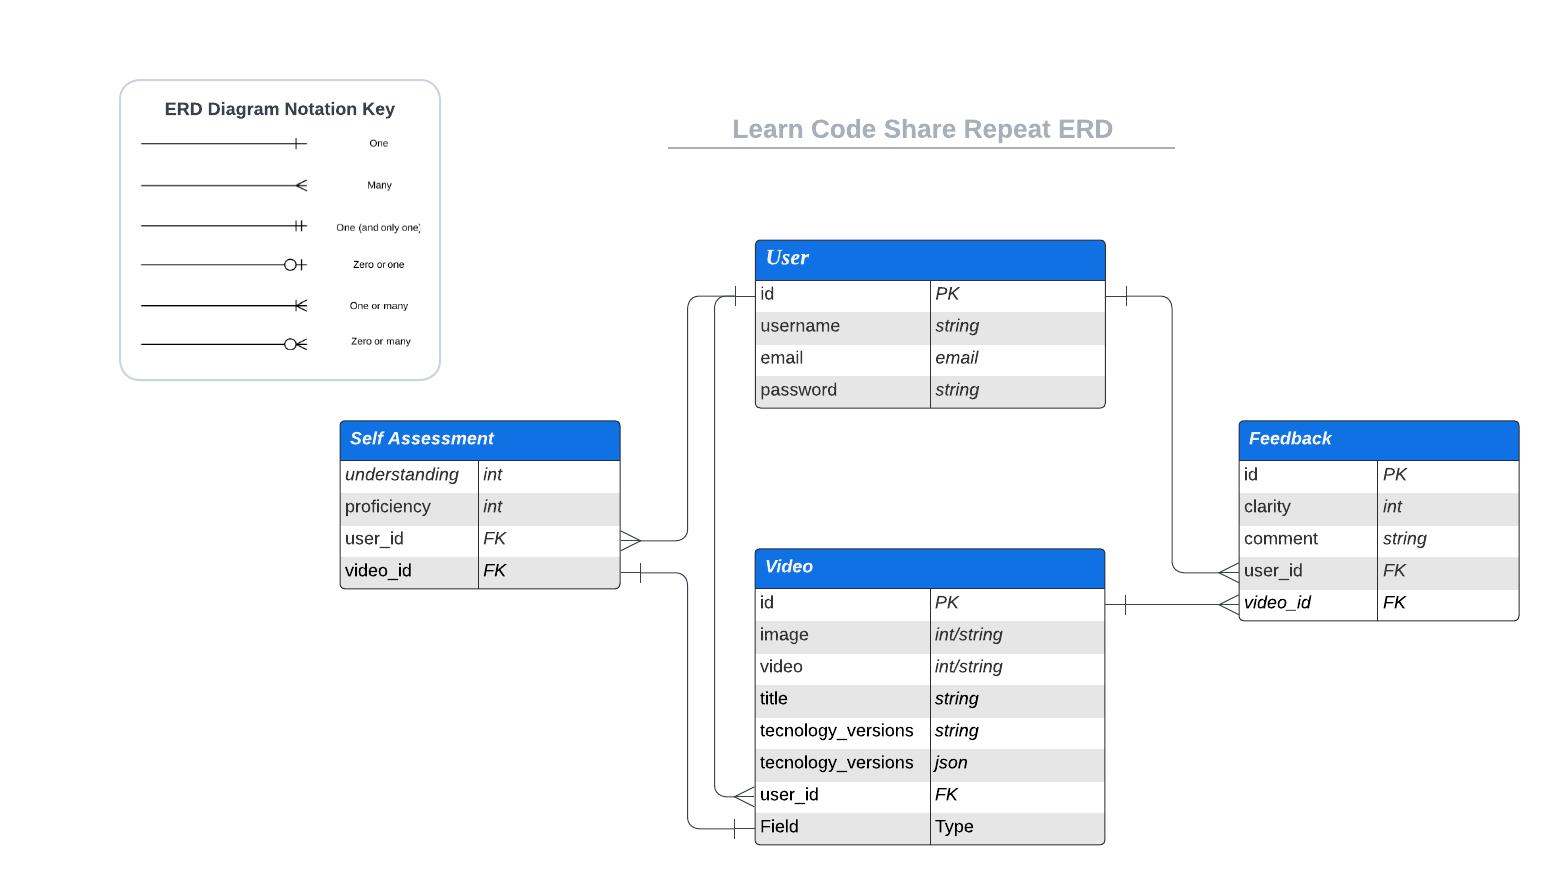 ERD Diagram Notation Key
One
Many
One (and only one)
Zero or one
One or many
Zero or many
Learn Code Share Repeat ERD
User
id PK
username string
email email
password string
Self Assessment
understanding int
proficiency int
user_id FK
video_id FK
Video
id PK
image int/string
video int/string
title string
tecnology_versions string
tecnology_versions json
user_id FK
Field Type
Feedback
id PK
clarity int
comment string
user_id FK
video_id FK